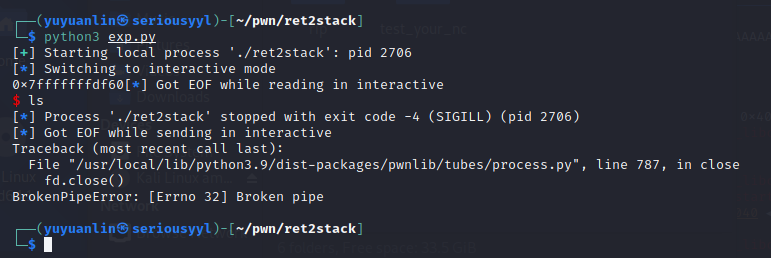 ┌──(yuyuanlin㉿seriousyyl)-[~/pwn/ret2stack]
└─$ python3 exp.py
[+] Starting local process './ret2stack': pid 2706
[*] Switching to interactive mode
0×7fffffffdf60[*] Got EOF while reading in interactive
$ ls
[*] Process './ret2stack' stopped with exit code -4 (SIGILL) (pid 2706)
[*] Got EOF while sending in interactive
Traceback (most recent call last):
  File "/usr/local/lib/python3.9/dist-packages/pwnlib/tubes/process.py", line 787, in close
    fd.close()
BrokenPipeError: [Errno 32] Broken pipe
┌──(yuyuanlin㉿seriousyyl)-[~/pwn/ret2stack]
└─$